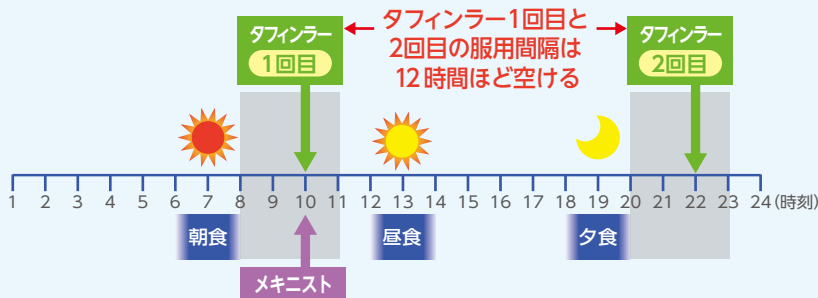 タフィンラー
1回目
タフィンラー1回目と
2回目の服用間隔は
12時間ほど空ける
タフィンラー
2回目
1 2 3 4 5 6 7 8 9 10 11 12 13 14 15 16 17 18 19 20 21 22 23 24(時刻)
朝食
昼食
夕食
メキニスト